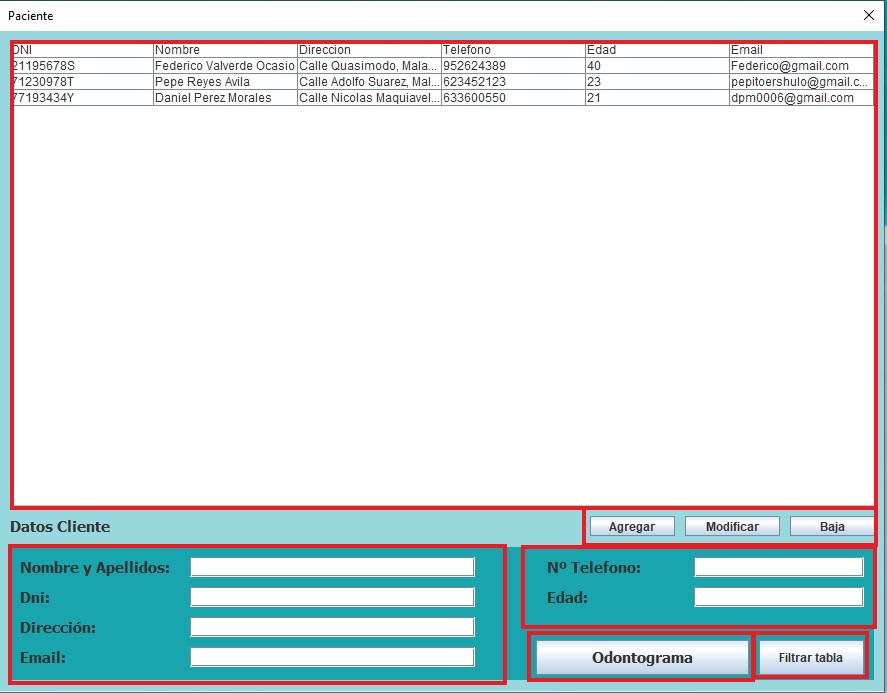 Paciente
DNI Nombre Direccion Telefono Edad Email
21195678S Federico Valverde Ocasio Calle Quasimodo, Mala... 952624389 40 Federico@gmail.com
71230978T Pepe Reyes Avila Calle Adolfo Suarez, Mal... 623452123 23 pepitoershulo@gmail.c...
77193434Y Daniel Perez Morales Calle Nicolas Maquiavel... 633600550 21 dpm0006@gmail.com
Datos Cliente Agregar Modificar Baja
Nombre y Apellidos: Nº Telefono:
Dni: Edad:
Dirección:
Email: Odontograma Filtrar tabla